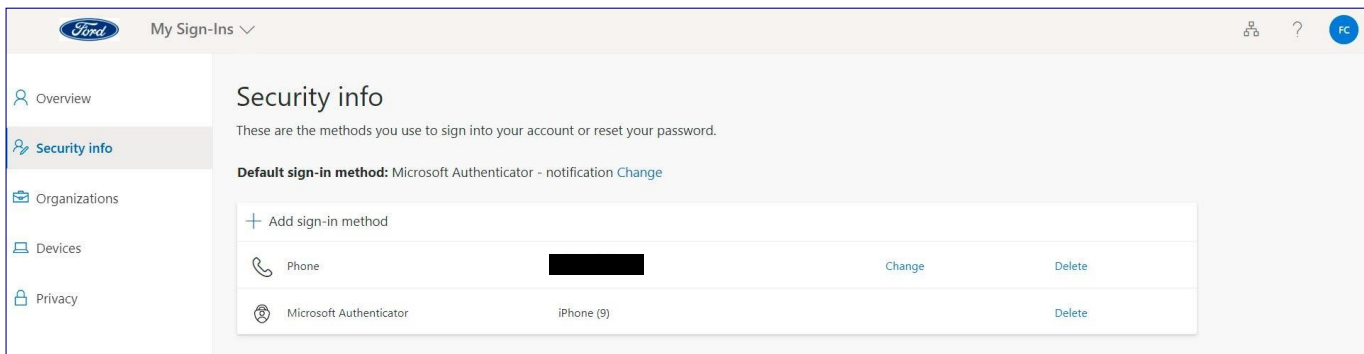 Ford
My Sign-Ins
?
FC
Overview
Security info
Organizations
Devices
Privacy
Security info
These are the methods you use to sign into your account or reset your password.
Default sign-in method: Microsoft Authenticator - notification Change
+ Add sign-in method
Phone Change Delete
Microsoft Authenticator iPhone (9) Delete